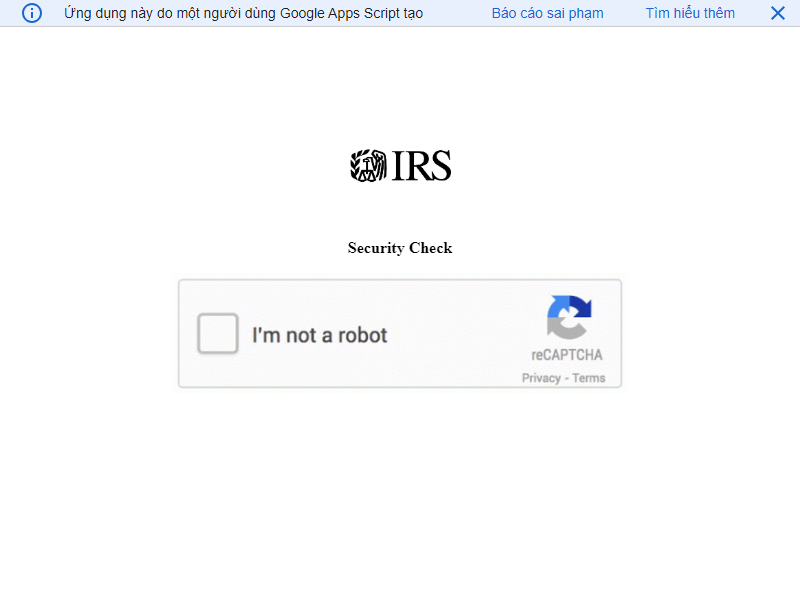 Ứng dụng này do một người dùng Google Apps Script tạo Báo cáo sai phạm Tìm hiểu thêm
IRS
Security Check
I'm not a robot
reCAPTCHA
Privacy - Terms